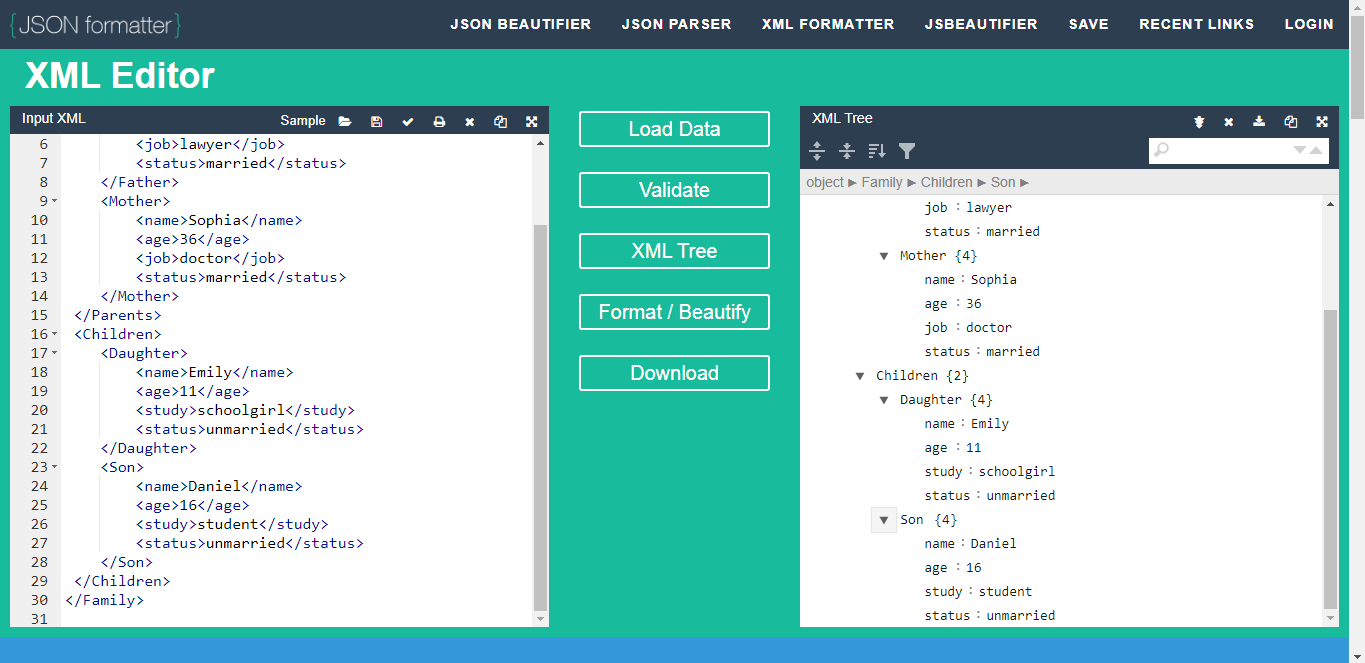 {JSON formatter}
JSON BEAUTIFIER JSON PARSER XML FORMATTER JSBEAUTIFIER SAVE RECENT LINKS LOGIN
XML Editor
Input XML
Sample
6 <job>lawyer</job>
7 <status>married</status>
8 </Father>
9 <Mother>
10 <name>Sophia</name>
11 <age>36</age>
12 <job>doctor</job>
13 <status>married</status>
14 </Mother>
15 </Parents>
16 <Children>
17 <Daughter>
18 <name>Emily</name>
19 <age>11</age>
20 <study>schoolgirl</study>
21 <status>unmarried</status>
22 </Daughter>
23 <Son>
24 <name>Daniel</name>
25 <age>16</age>
26 <study>student</study>
27 <status>unmarried</status>
28 </Son>
29 </Children>
30 </Family>
31
Load Data
Validate
XML Tree
Format / Beautify
Download
XML Tree
object ▶ Family ▶ Children ▶ Son ▶
job : lawyer
status : married
▼ Mother {4}
name : Sophia
age : 36
job : doctor
status : married
▼ Children {2}
▼ Daughter {4}
name : Emily
age : 11
study : schoolgirl
status : unmarried
▼ Son {4}
name : Daniel
age : 16
study : student
status : unmarried